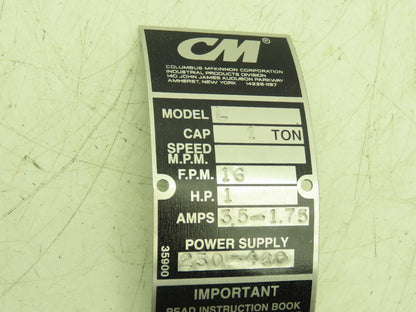 CM®
COLUMBUS McKINNON CORPORATION
INDUSTRIAL PRODUCTS DIVISION
140 JOHN JAMES AUDUBON PARKWAY
AMHERST, NEW YORK 14228-1197
MODEL L
CAP 1 TON
SPEED
M.P.M.
F.P.M. 16
H.P. 1
AMPS 3.5-1.75
POWER SUPPLY
230-460
35900
IMPORTANT
READ INSTRUCTION BOOK